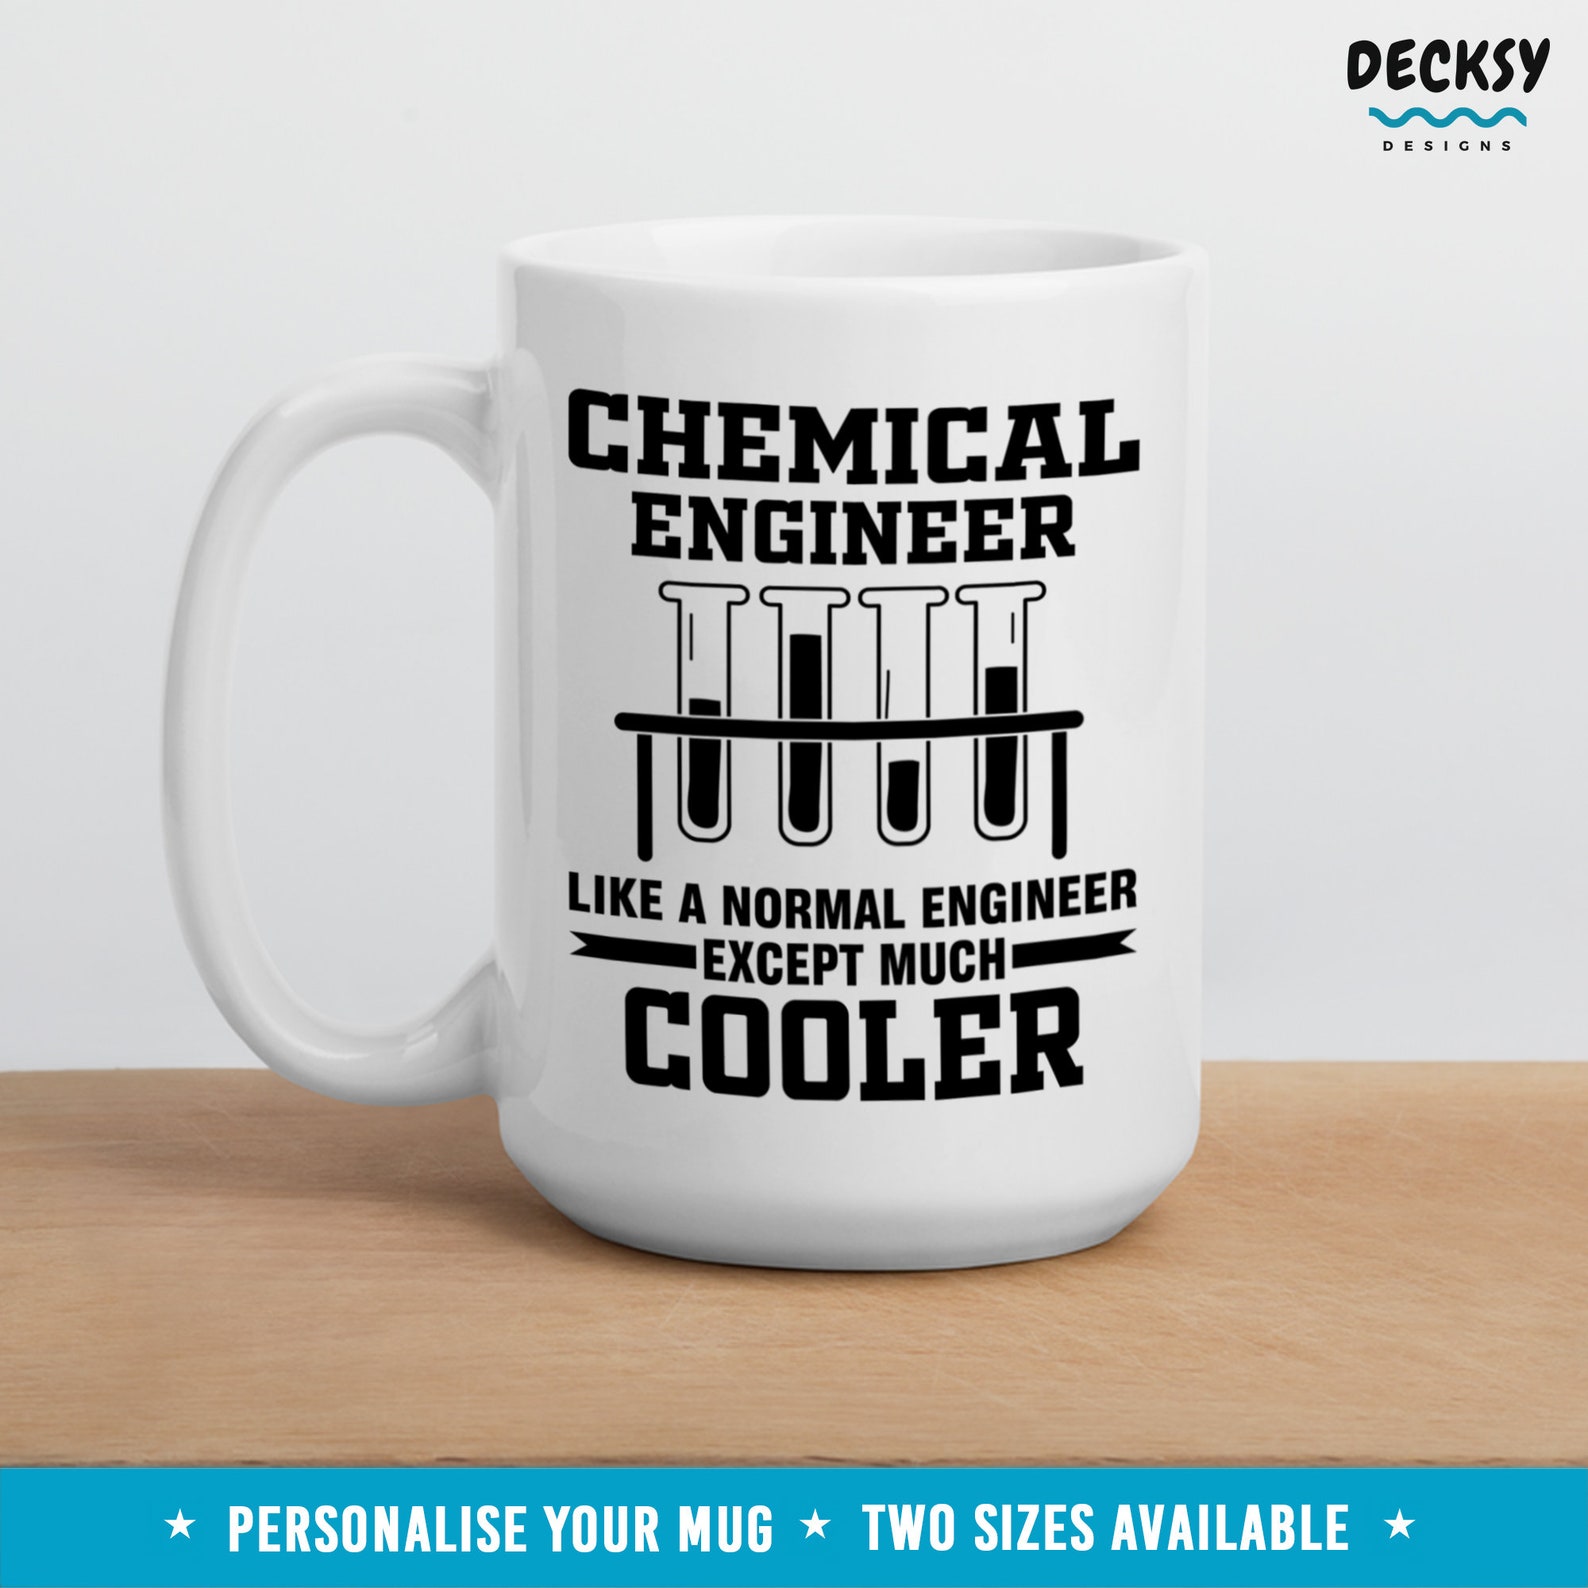 DECKSY
DESIGNS
CHEMICAL
ENGINEER
LIKE A NORMAL ENGINEER
EXCEPT MUCH
COOLER
★ PERSONALISE YOUR MUG ★ TWO SIZES AVAILABLE ★